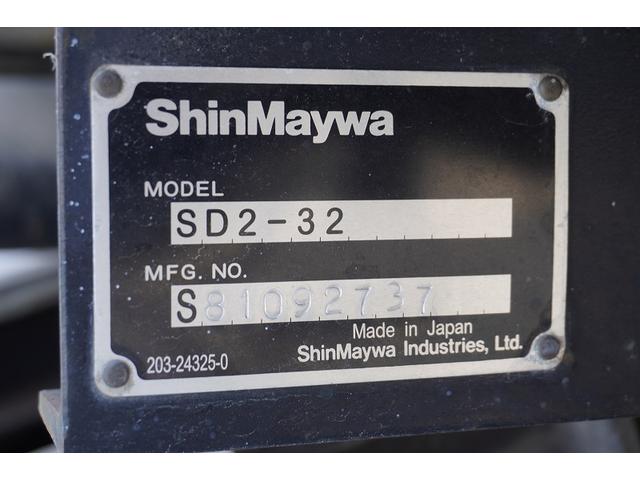 ShinMaywa
MODEL
SD2-32
MFG. NO.
S81092737
Made in Japan
203-24325-0
ShinMaywa Industries, Ltd.